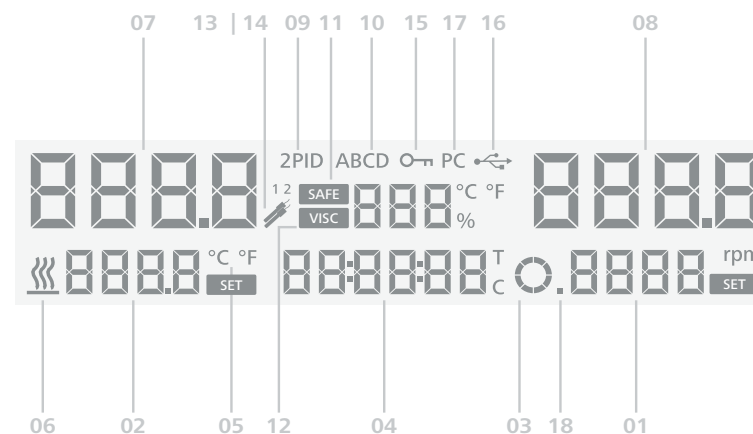 07 13 | 14 09 11 10 15 17 16 08
2PID ABCD PC
888.8 1 2 SAFE 888 °C °F 888.8
VISC %
888.8 °C °F 88:88:88 T .8888 rpm
SET C SET
06 02 05 12 04 03 18 01